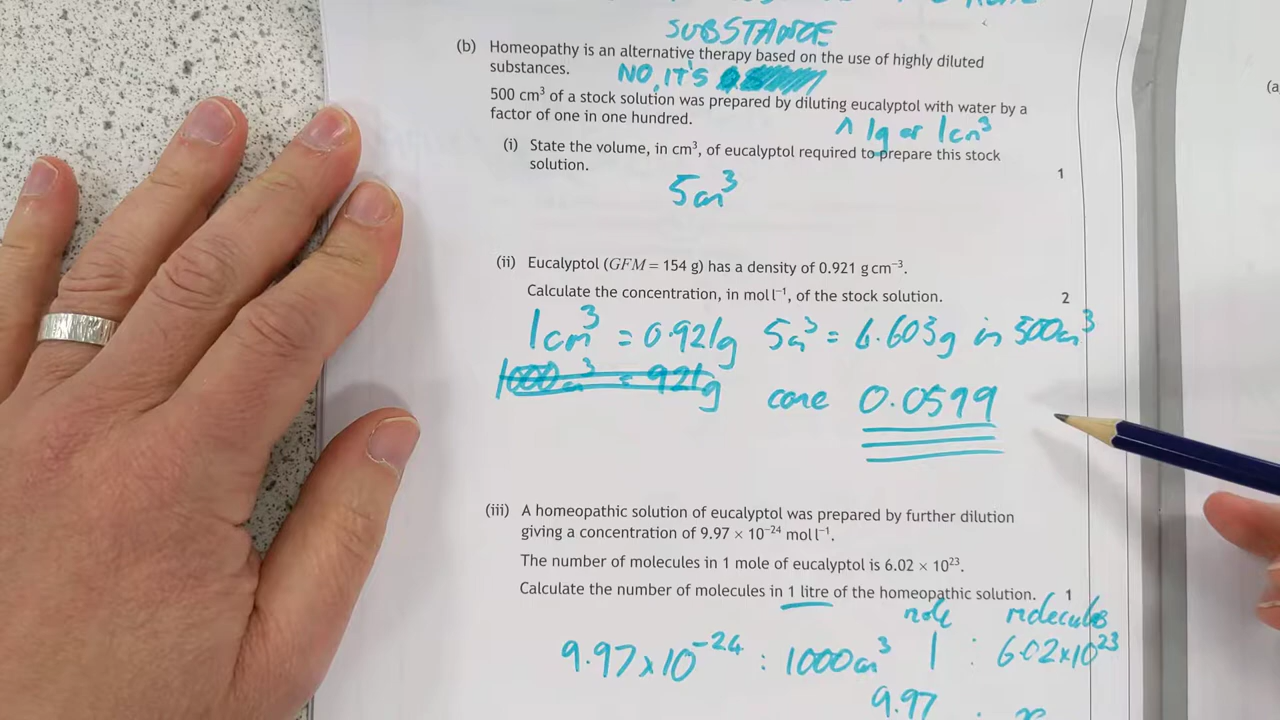 SUBSTANCE
(b) Homeopathy is an alternative therapy based on the use of highly diluted
substances. NO, IT'S
500 cm³ of a stock solution was prepared by diluting eucalyptol with water by a
factor of one in one hundred. ^ 1g or 1cm³
(i) State the volume, in cm³, of eucalyptol required to prepare this stock
solution. 1
5cm³
(ii) Eucalyptol (GFM = 154 g) has a density of 0.921 g cm⁻³.
Calculate the concentration, in mol l⁻¹, of the stock solution. 2
1cm³ = 0.921g 5cm³ = 4.603g in 500cm³
1000cm³ = 921g conc 0.0599
(iii) A homeopathic solution of eucalyptol was prepared by further dilution
giving a concentration of 9.97 × 10⁻²⁴ mol l⁻¹.
The number of molecules in 1 mole of eucalyptol is 6.02 × 10²³.
Calculate the number of molecules in 1 litre of the homeopathic solution. 1
mole molecules
9.97x10⁻²⁴ : 1000cm³ 1 : 6.02x10²³
9.97 : x
(a